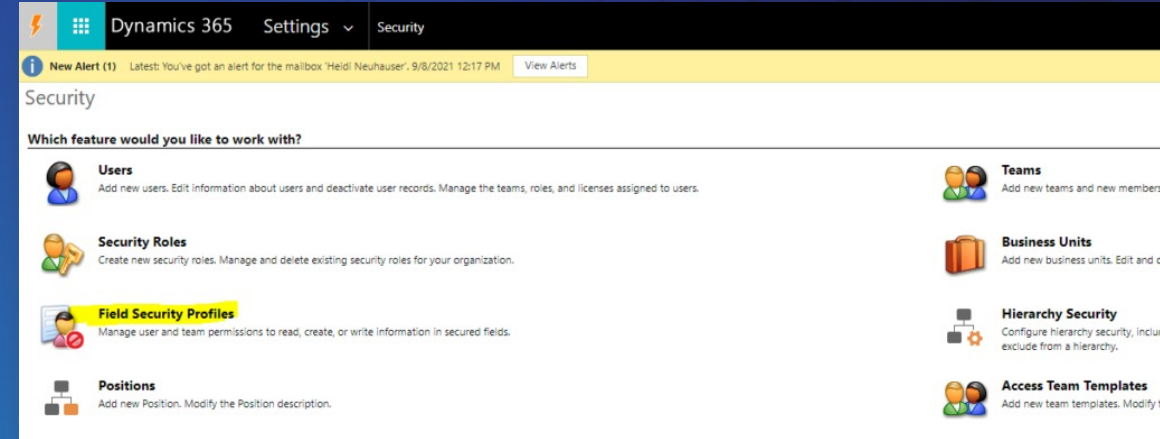 Dynamics 365 Settings Security
New Alert (1) Latest: You've got an alert for the mailbox 'Heidi Neuhauser'. 9/8/2021 12:17 PM View Alerts
Security
Which feature would you like to work with?
Users
Add new users. Edit information about users and deactivate user records. Manage the teams, roles, and licenses assigned to users.
Teams
Add new teams and new members
Security Roles
Create new security roles. Manage and delete existing security roles for your organization.
Business Units
Add new business units. Edit and
Field Security Profiles
Manage user and team permissions to read, create, or write information in secured fields.
Hierarchy Security
Configure hierarchy security,
exclude from a hierarchy.
Positions
Add new Position. Modify the Position description.
Access Team Templates
Add new team templates. Modify